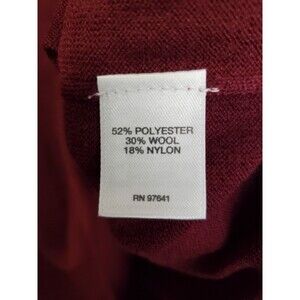 52% POLYESTER
30% WOOL
18% NYLON
RN 97641